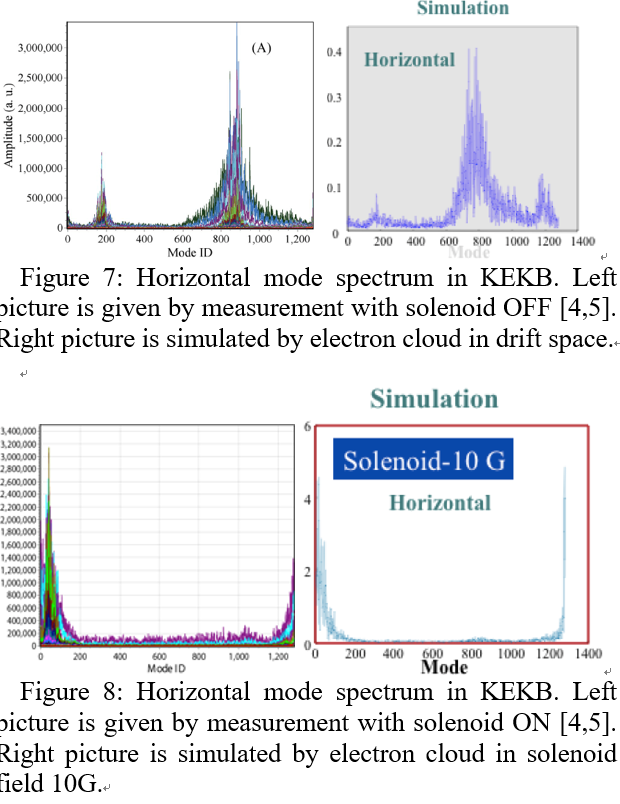 Simulation
(A)
Horizontal
Amplitude (a. u.)
3,000,000
2,500,000
2,000,000
1,500,000
1,000,000
500,000
0
0 200 400 600 800 1,000 1,200
Mode ID
0.4
0.3
0.2
0.1
0
0 200 400 600 800 1000 1200 1400
Mode
Figure 7: Horizontal mode spectrum in KEKB. Left
picture is given by measurement with solenoid OFF [4,5].
Right picture is simulated by electron cloud in drift space.
Simulation
Solenoid-10 G
Horizontal
3,400,000
3,200,000
3,000,000
2,800,000
2,600,000
2,400,000
2,200,000
2,000,000
1,800,000
1,600,000
1,400,000
1,200,000
1,000,000
800,000
600,000
400,000
200,000
0
0 200 400 600 800 1,000 1,200
Mode ID
6
4
2
0
0 200 400 600 800 1000 1200 1400
Mode
Figure 8: Horizontal mode spectrum in KEKB. Left
picture is given by measurement with solenoid ON [4,5].
Right picture is simulated by electron cloud in solenoid
field 10G.